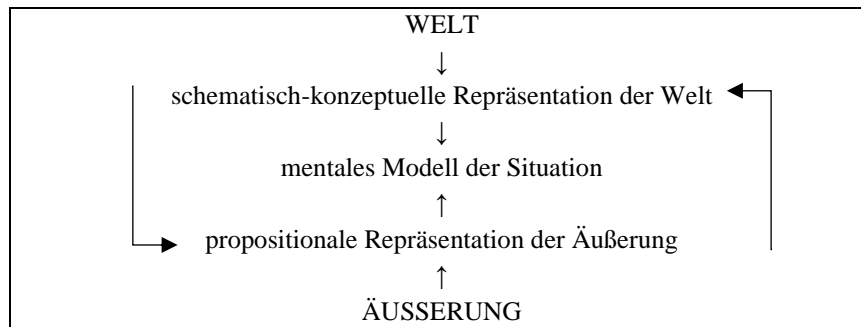 WELT
↓
schematisch-konzeptuelle Repräsentation der Welt
↓
mentales Modell der Situation
↑
propositionale Repräsentation der Äußerung
↑
ÄUSSERUNG